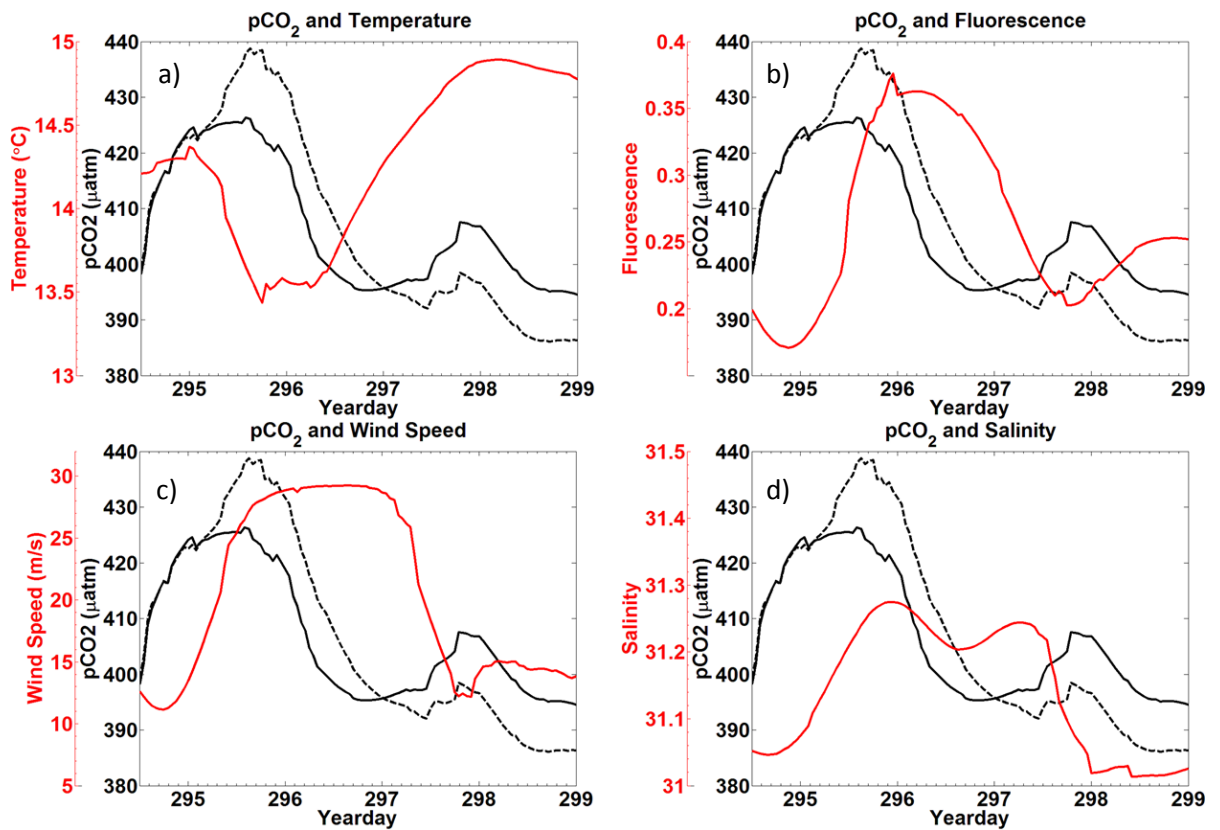 pCO2 and Temperature
a)
15
14.5
14
13.5
13
Temperature (°C)
440
430
420
410
400
390
380
pCO2 (µatm)
295 296 297 298 299
Yearday
pCO2 and Fluorescence
b)
0.4
0.35
0.3
0.25
0.2
Fluorescence
440
430
420
410
400
390
380
pCO2 (µatm)
295 296 297 298 299
Yearday
pCO2 and Wind Speed
c)
30
25
20
15
10
5
Wind Speed (m/s)
440
430
420
410
400
390
380
pCO2 (µatm)
295 296 297 298 299
Yearday
pCO2 and Salinity
d)
31.5
31.4
31.3
31.2
31.1
31
Salinity
440
430
420
410
400
390
380
pCO2 (µatm)
295 296 297 298 299
Yearday